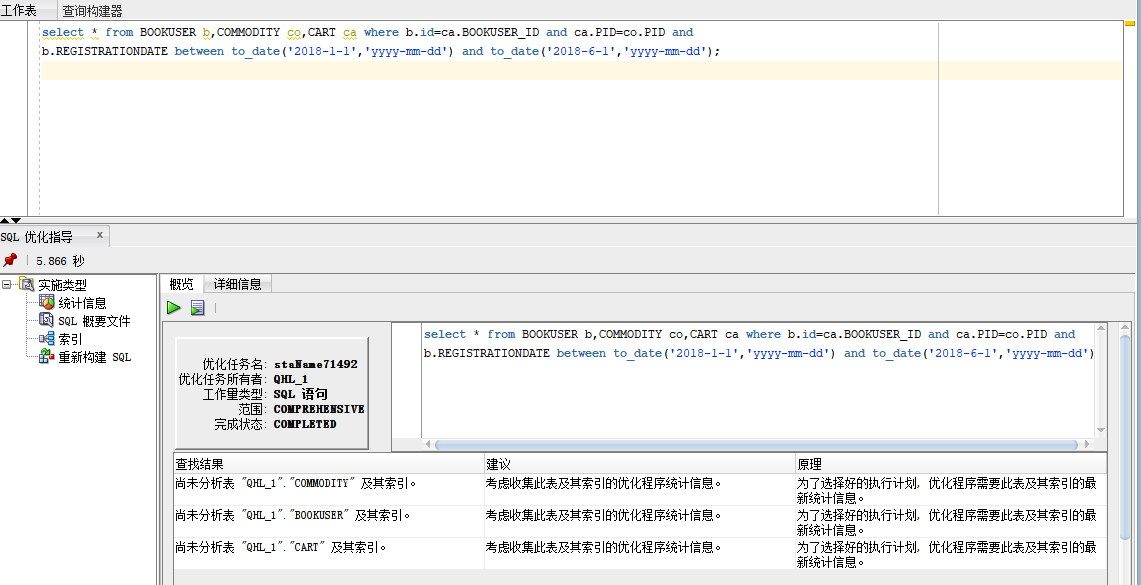 工作表 查询构建器
select * from BOOKUSER b,COMMODITY co,CART ca where b.id=ca.BOOKUSER_ID and ca.PID=co.PID and
b.REGISTRATIONDATE between to_date('2018-1-1','yyyy-mm-dd') and to_date('2018-6-1','yyyy-mm-dd');
SQL 优化指导 x
5.866 秒
实施类型
统计信息
SQL 概要文件
索引
重新构建 SQL
概览 详细信息
优化任务名: staName71492
优化任务所有者: QHL_1
工作量类型: SQL 语句
范围: COMPREHENSIVE
完成状态: COMPLETED
select * from BOOKUSER b,COMMODITY co,CART ca where b.id=ca.BOOKUSER_ID and ca.PID=co.PID and
b.REGISTRATIONDATE between to_date('2018-1-1','yyyy-mm-dd') and to_date('2018-6-1','yyyy-mm-dd')
查找结果 建议 原理
尚未分析表 "QHL_1"."COMMODITY" 及其索引。 考虑收集此表及其索引的优化程序统计信息。 为了选择好的执行计划, 优化程序需要此表及其索引的最
新统计信息。
尚未分析表 "QHL_1"."BOOKUSER" 及其索引。 考虑收集此表及其索引的优化程序统计信息。 为了选择好的执行计划, 优化程序需要此表及其索引的最
新统计信息。
尚未分析表 "QHL_1"."CART" 及其索引。 考虑收集此表及其索引的优化程序统计信息。 为了选择好的执行计划, 优化程序需要此表及其索引的最
新统计信息。